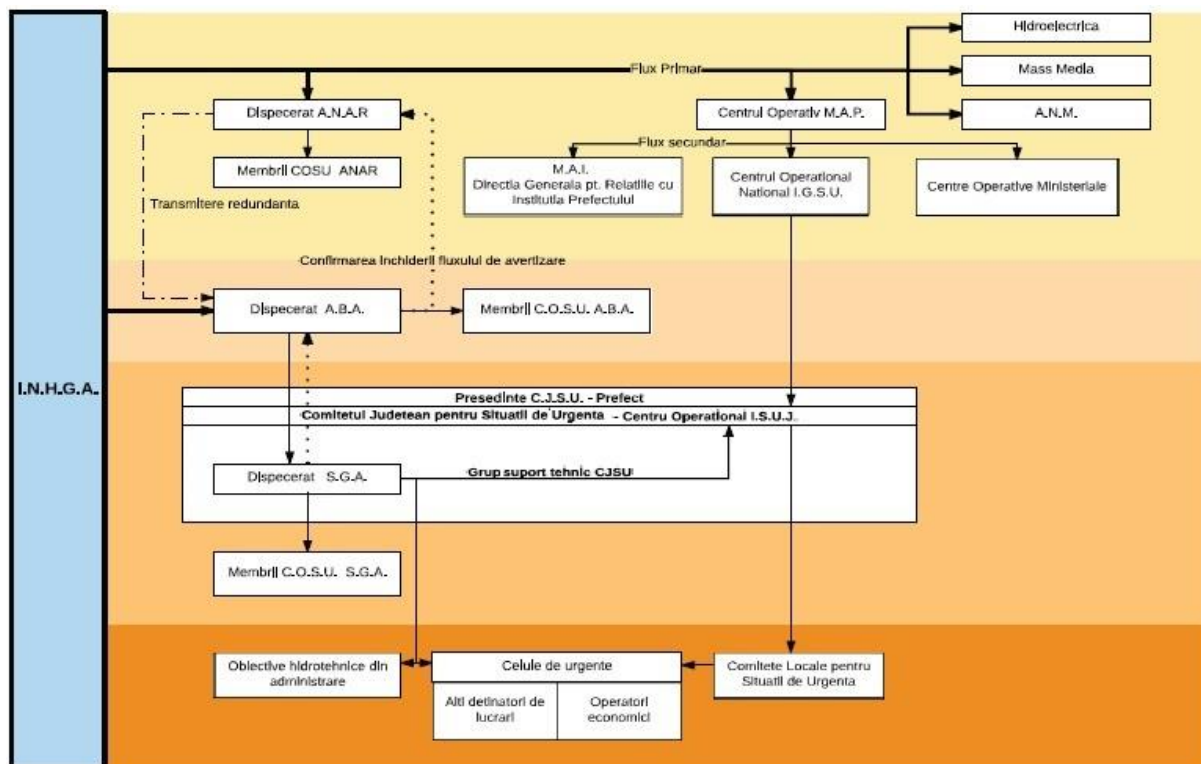 Hidroelectrica
Flux Primar
Mass Media
Dispecerat A.N.A.R
Centrul Operativ M.A.P.
A.N.M.
Flux secundar
Membrii COSU ANAR
M.A.I.
Directia Generala pt. Relatiile cu
Institutia Prefectului
Centrul Operational
National I.G.S.U.
Centre Operative Ministeriale
Transmitere redundanta
Confirmarea inchiderii fluxului de avertizare
Dispecerat A.B.A.
Membrii C.O.S.U. A.B.A.
I.N.H.G.A.
Presedinte C.J.S.U. - Prefect
Comitetul Judetean pentru Situatii de Urgenta - Centru Operational I.S.U.J.
Dispecerat S.G.A.
Grup suport tehnic CJSU
Membrii C.O.S.U. S.G.A.
Obiective hidrotehnice din
administrare
Celule de urgente
Alti detinatori de
lucrari
Operatori
economici
Comitete Locale pentru
Situatii de Urgenta